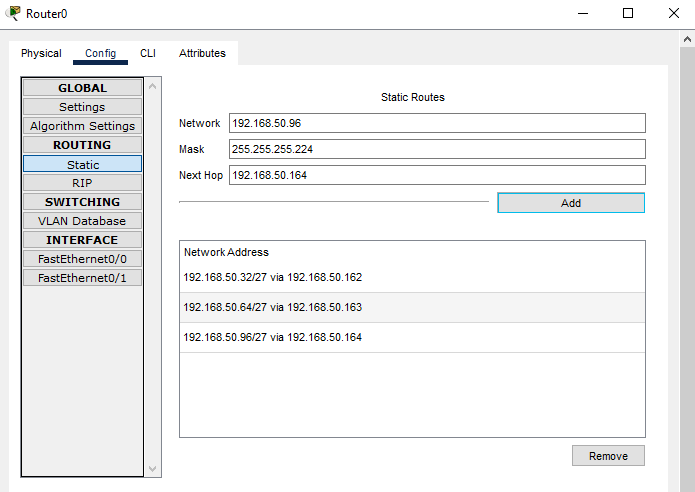 Router0
Physical Config CLI Attributes
GLOBAL
Settings
Algorithm Settings
ROUTING
Static
RIP
SWITCHING
VLAN Database
INTERFACE
FastEthernet0/0
FastEthernet0/1
Static Routes
Network 192.168.50.96
Mask 255.255.255.224
Next Hop 192.168.50.164
Add
Network Address
192.168.50.32/27 via 192.168.50.162
192.168.50.64/27 via 192.168.50.163
192.168.50.96/27 via 192.168.50.164
Remove